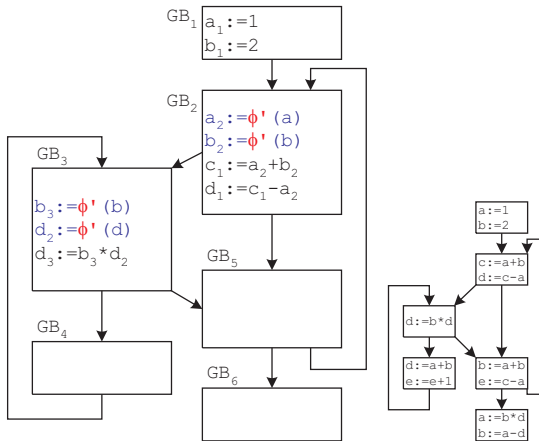 GB₁
a₁:=1
b₁:=2
GB₂
a₂:=ϕ'(a)
b₂:=ϕ'(b)
c₁:=a₂+b₂
d₁:=c₁-a₂
GB₃
b₃:=ϕ'(b)
d₂:=ϕ'(d)
d₃:=b₃*d₂
GB₅
GB₄
GB₆
a:=1
b:=2
c:=a+b
d:=c-a
d:=b*d
d:=a+b
e:=e+1
b:=a+b
e:=c-a
a:=b*d
b:=a-d